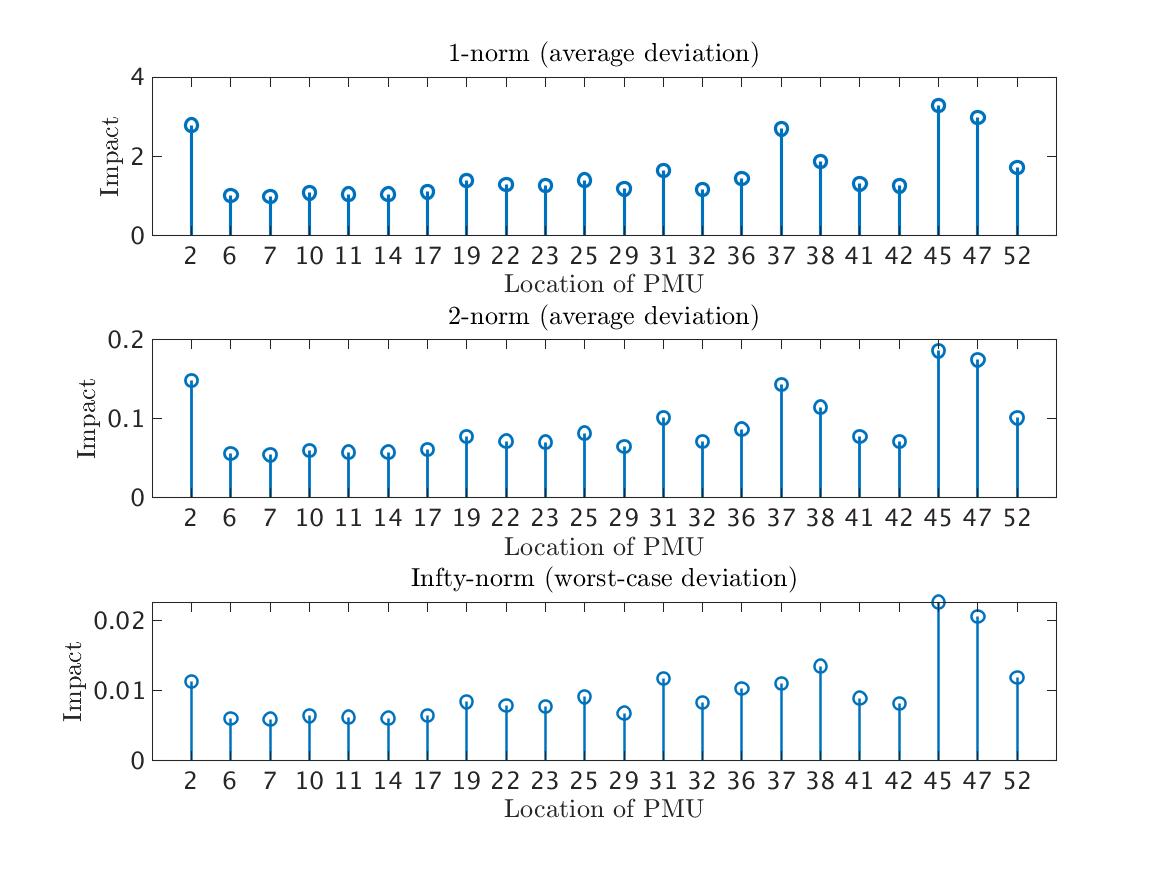 1-norm (average deviation)
4
2
0
Impact
2 6 7 10 11 14 17 19 22 23 25 29 31 32 36 37 38 41 42 45 47 52
Location of PMU
2-norm (average deviation)
0.2
0.1
0
Impact
2 6 7 10 11 14 17 19 22 23 25 29 31 32 36 37 38 41 42 45 47 52
Location of PMU
Infty-norm (worst-case deviation)
0.02
0.01
0
Impact
2 6 7 10 11 14 17 19 22 23 25 29 31 32 36 37 38 41 42 45 47 52
Location of PMU